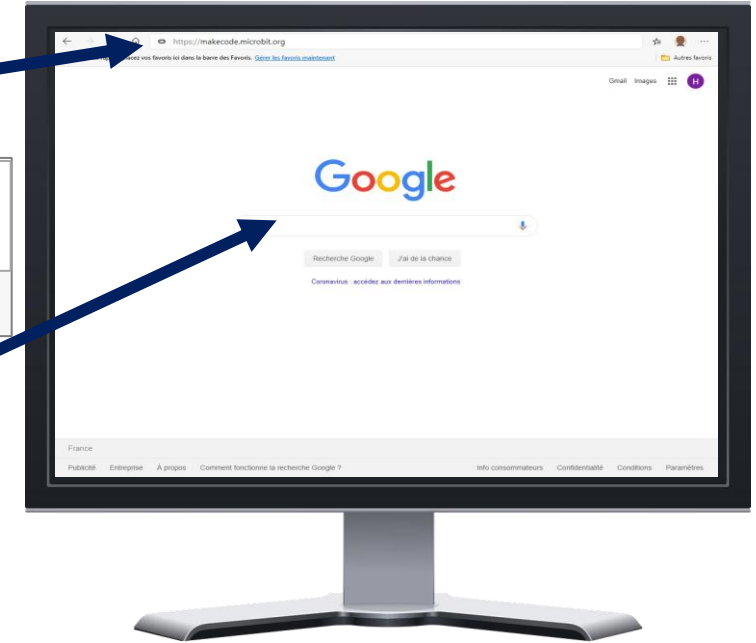 https://makecode.microbit.org
acez vos favoris ici dans la barre des Favoris. Gérer les favoris maintenant
Autres favoris
Gmail Images
H
Google
Recherche Google J'ai de la chance
Coronavirus : accédez aux dernières informations
France
Publicité Entreprise À propos Comment fonctionne la recherche Google ? Info consommateurs Confidentialité Conditions Paramètres